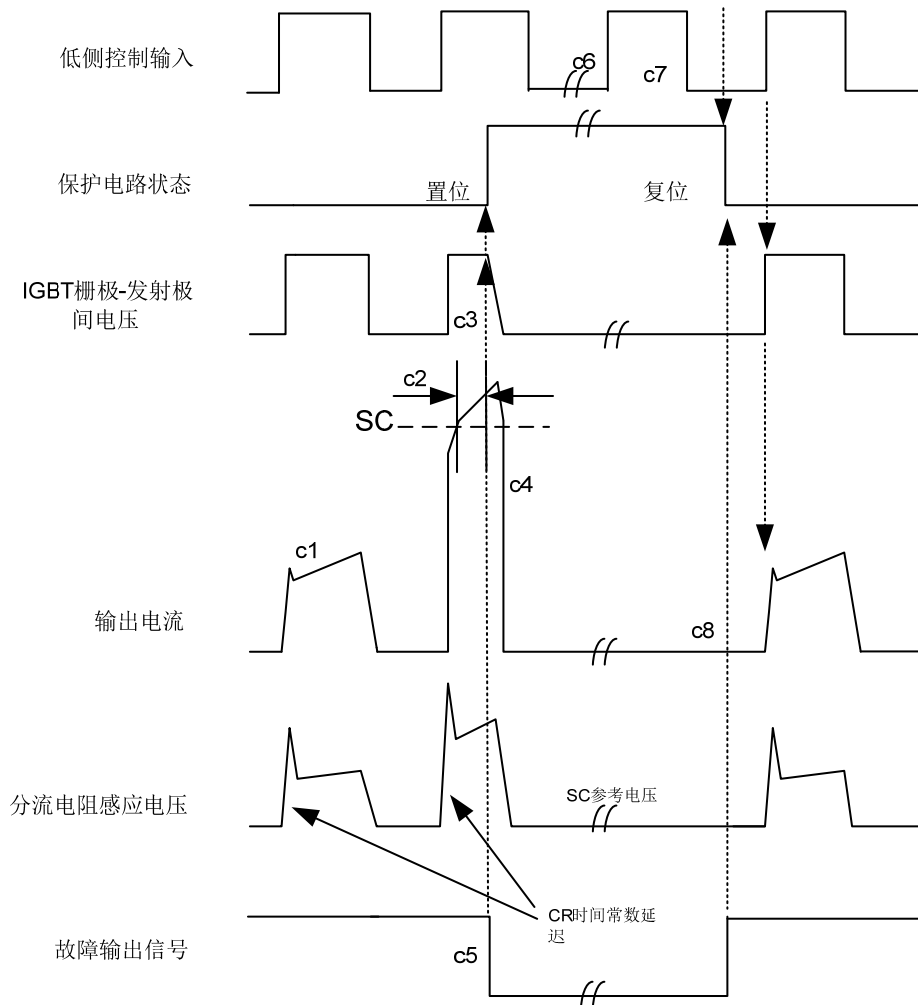 低侧控制输入
c6
c7
保护电路状态
置位
复位
IGBT栅极-发射极
间电压
c3
c2
SC
c4
c1
输出电流
c8
分流电阻感应电压
SC参考电压
CR时间常数延
迟
故障输出信号
c5